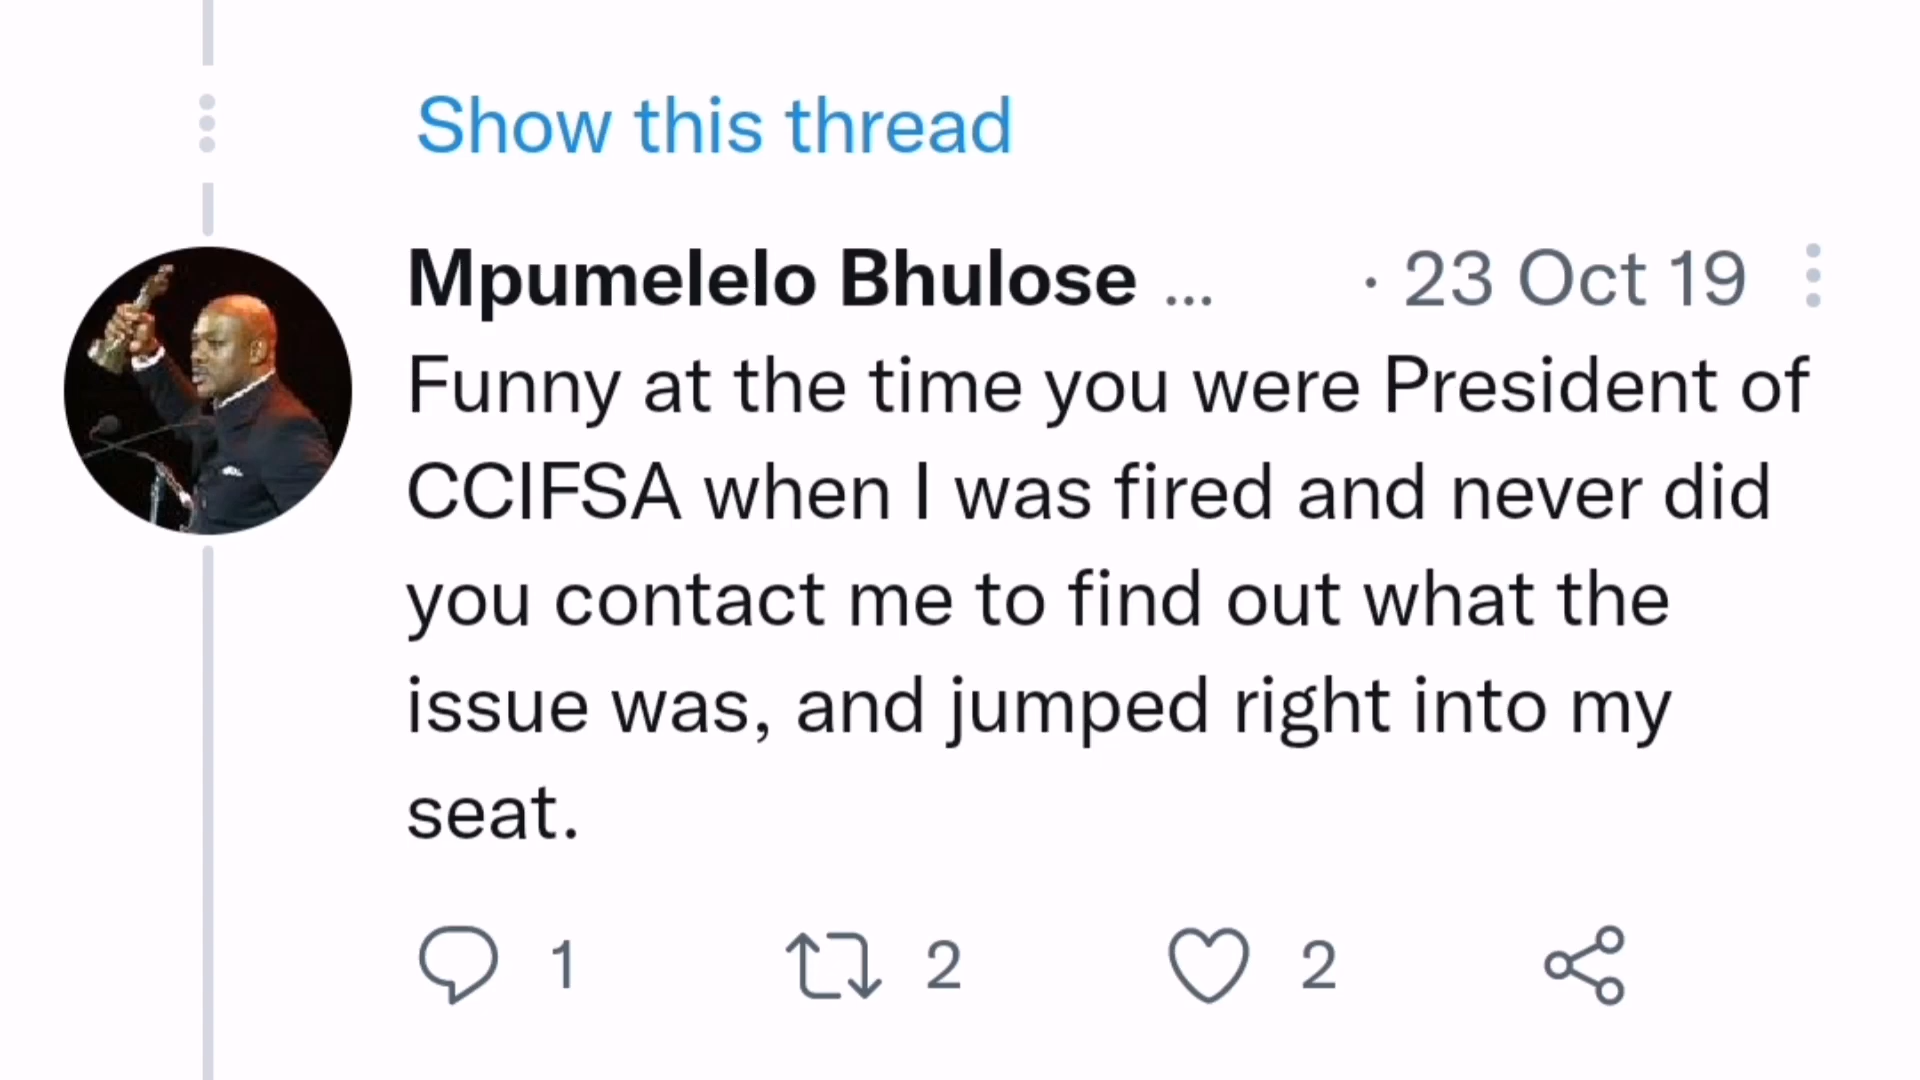 Show this thread
Mpumelelo Bhulose ... · 23 Oct 19
Funny at the time you were President of
CCIFSA when I was fired and never did
you contact me to find out what the
issue was, and jumped right into my
seat.
1 2 2